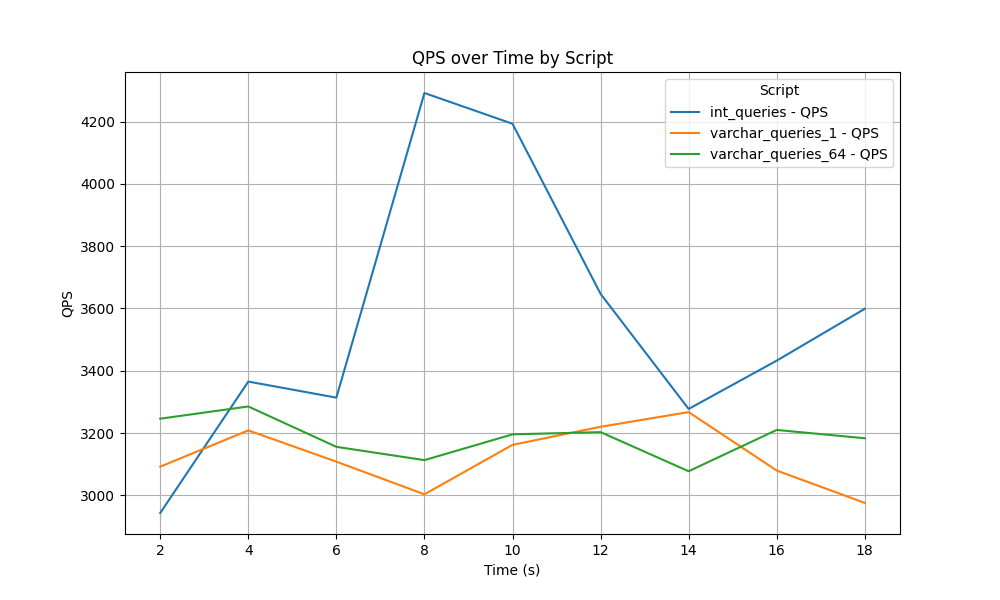 QPS over Time by Script
Script
int_queries - QPS
varchar_queries_1 - QPS
varchar_queries_64 - QPS
QPS
4200
4000
3800
3600
3400
3200
3000
2 4 6 8 10 12 14 16 18
Time (s)